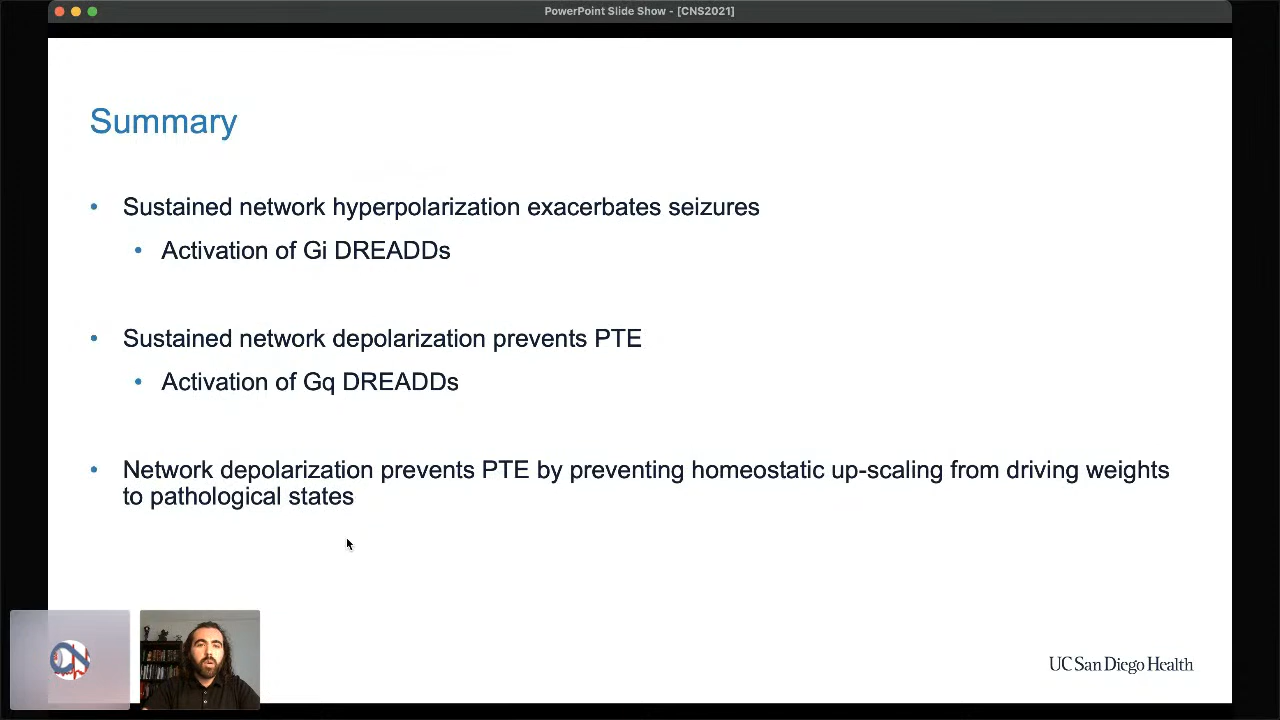 PowerPoint Slide Show - [CNS2021]
Summary
• Sustained network hyperpolarization exacerbates seizures
• Activation of Gi DREADDs
• Sustained network depolarization prevents PTE
• Activation of Gq DREADDs
• Network depolarization prevents PTE by preventing homeostatic up-scaling from driving weights
to pathological states
UC San Diego Health